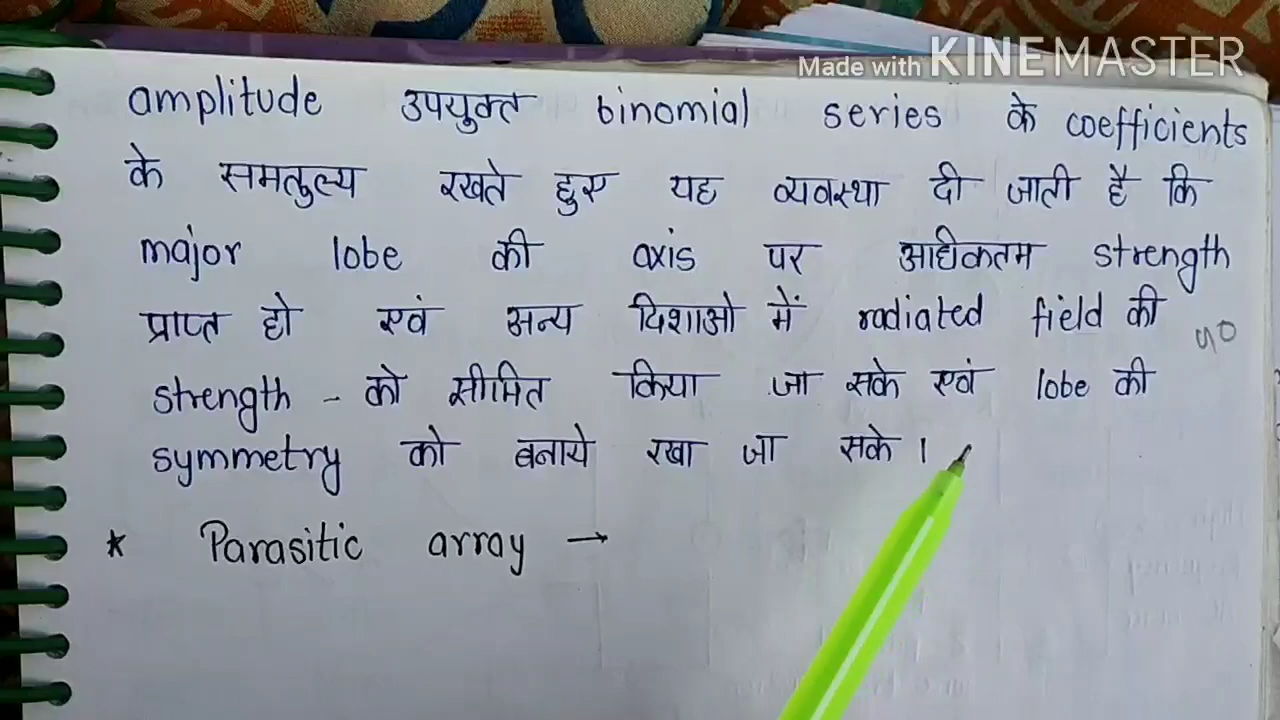 Made with KINEMASTER
amplitude उपयुक्त binomial series के coefficients
के समतुल्य रखते हुए यह व्यवस्था दी जाती है कि
major lobe की axis पर अधिकतम strength
प्राप्त हो एवं अन्य दिशाओ में radiated field की
strength - को सीमित किया जा सके एवं lobe की
symmetry को बनाये रखा जा सके ।
* Parasitic array →